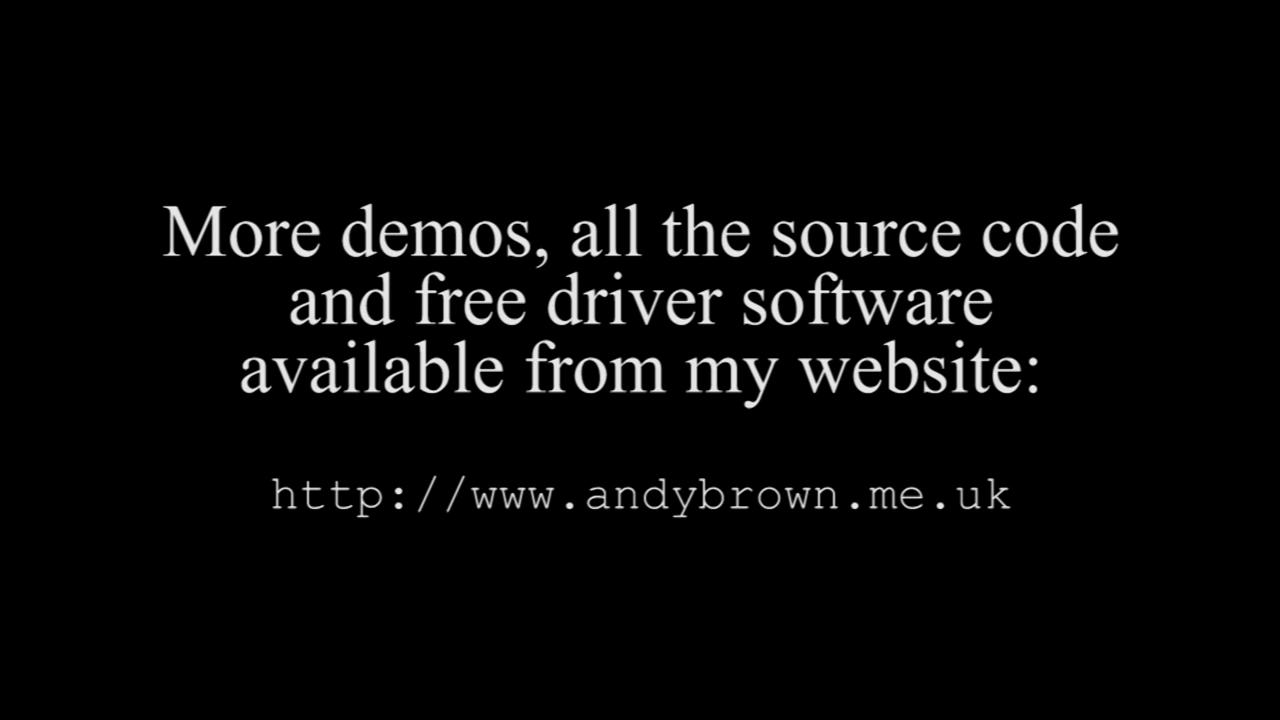 More demos, all the source code
and free driver software
available from my website:
http://www.andybrown.me.uk